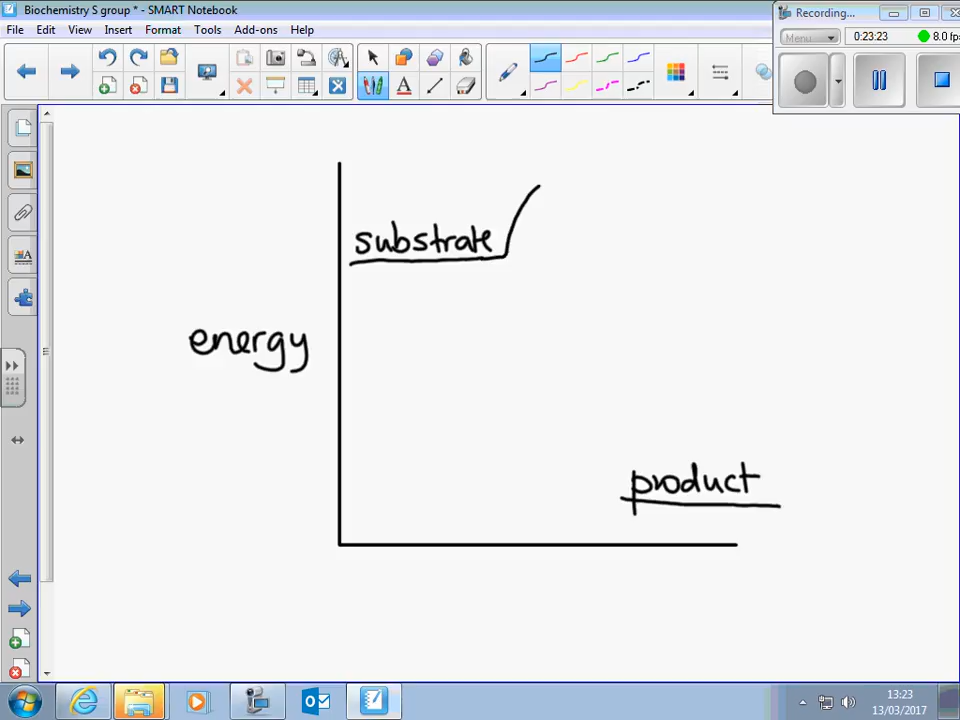 Biochemistry S group * - SMART Notebook
Recording...
File Edit View Insert Format Tools Add-ons Help
Menu 0:23:23 8.0 fp
substrate
energy
product
13:23
13/03/2017